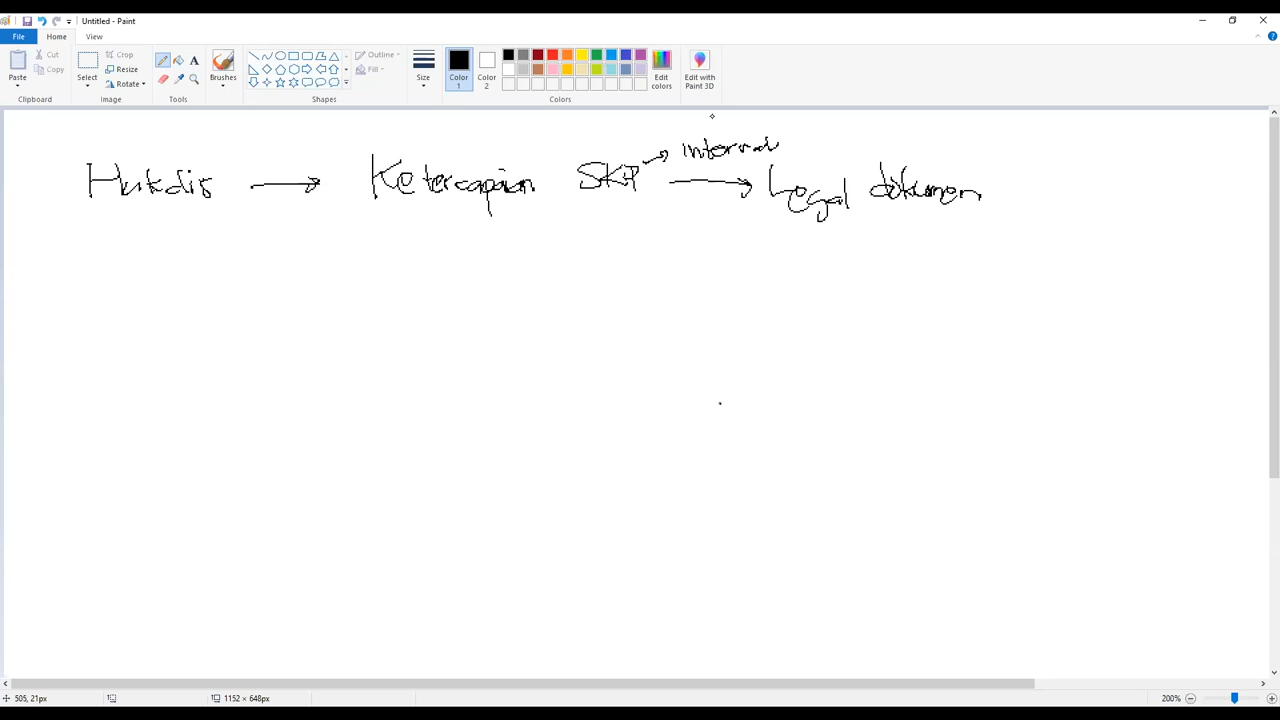 Untitled - Paint
File Home View
Paste
Cut
Copy
Clipboard
Select
Crop
Resize
Rotate
Image
Tools
Brushes
Outline
Fill
Shapes
Size
Color 1
Color 2
Edit colors
Colors
Edit with Paint 3D
internal
Hukdis → Ketercapaian SKP → Legal dokumen
505, 21px
1152 × 648px
200%